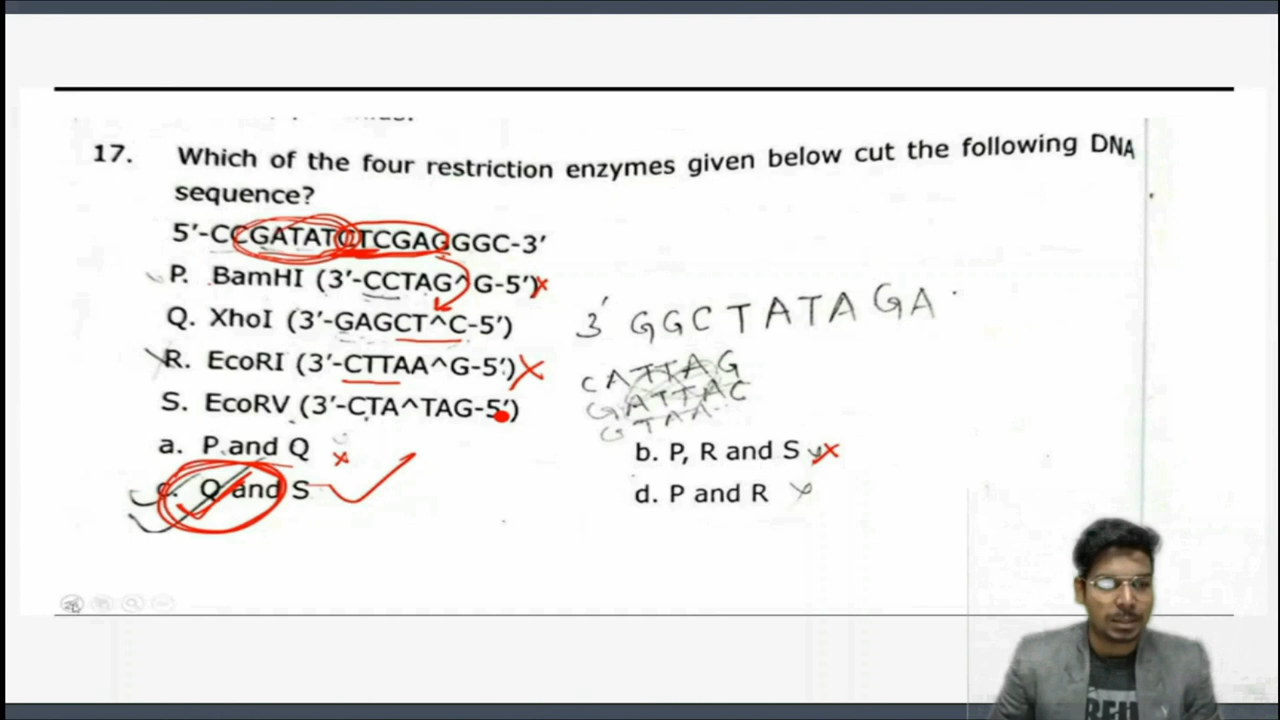 17. Which of the four restriction enzymes given below cut the following DNA
sequence?
5'-CCGATATCTCGAGGGGC-3'
P. BamHI (3'-CCTAG^G-5')
Q. XhoI (3'-GAGCT^C-5')
R. EcoRI (3'-CTTAA^G-5')
S. EcoRV (3'-CTA^TAG-5')
3' GGCTATAGA
CATTAG
GATTAC
GTAA
a. P and Q
b. P, R and S
c. Q and S
d. P and R